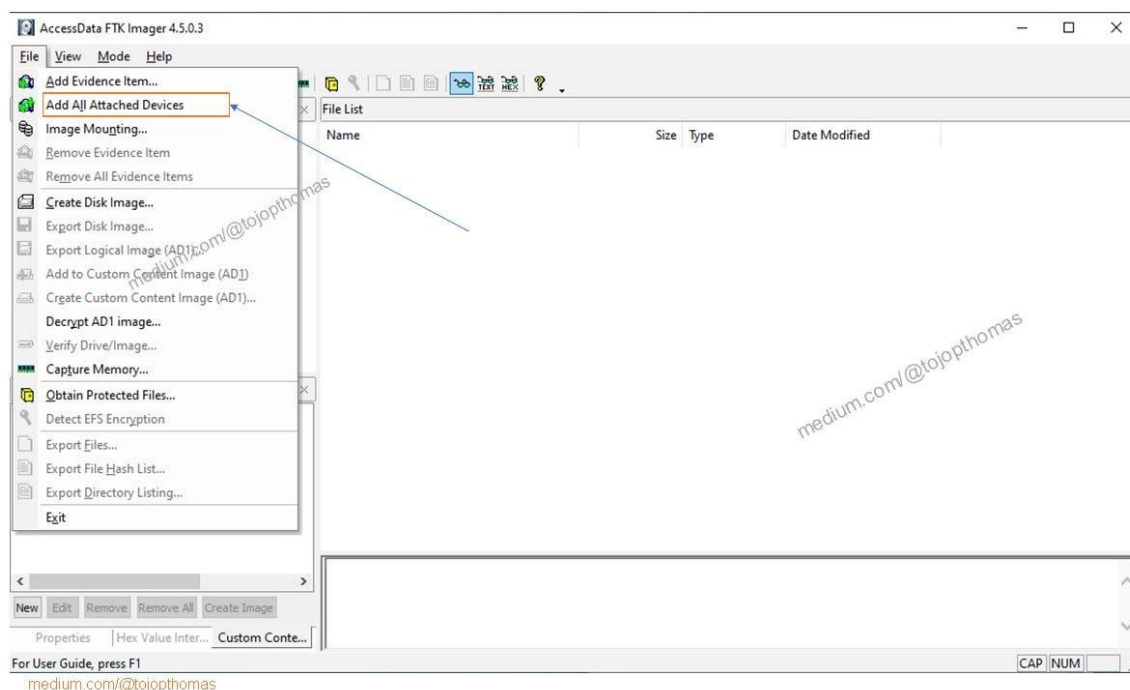 AccessData FTK Imager 4.5.0.3
File View Mode Help
Add Evidence Item...
Add All Attached Devices
Image Mounting...
Remove Evidence Item
Remove All Evidence Items
Create Disk Image...
Export Disk Image...
Export Logical Image (AD1)...
Add to Custom Content Image (AD1)
Create Custom Content Image (AD1)...
Decrypt AD1 image...
Verify Drive/Image...
Capture Memory...
Obtain Protected Files...
Detect EFS Encryption
Export Files...
Export File Hash List...
Export Directory Listing...
Exit
TEXT HEX
File List
Name Size Type Date Modified
medium.com/@tojopthomas
medium.com/@tojopthomas
New Edit Remove Remove All Create Image
Properties Hex Value Inter... Custom Conte...
For User Guide, press F1 CAP NUM
medium.com/@tojopthomas